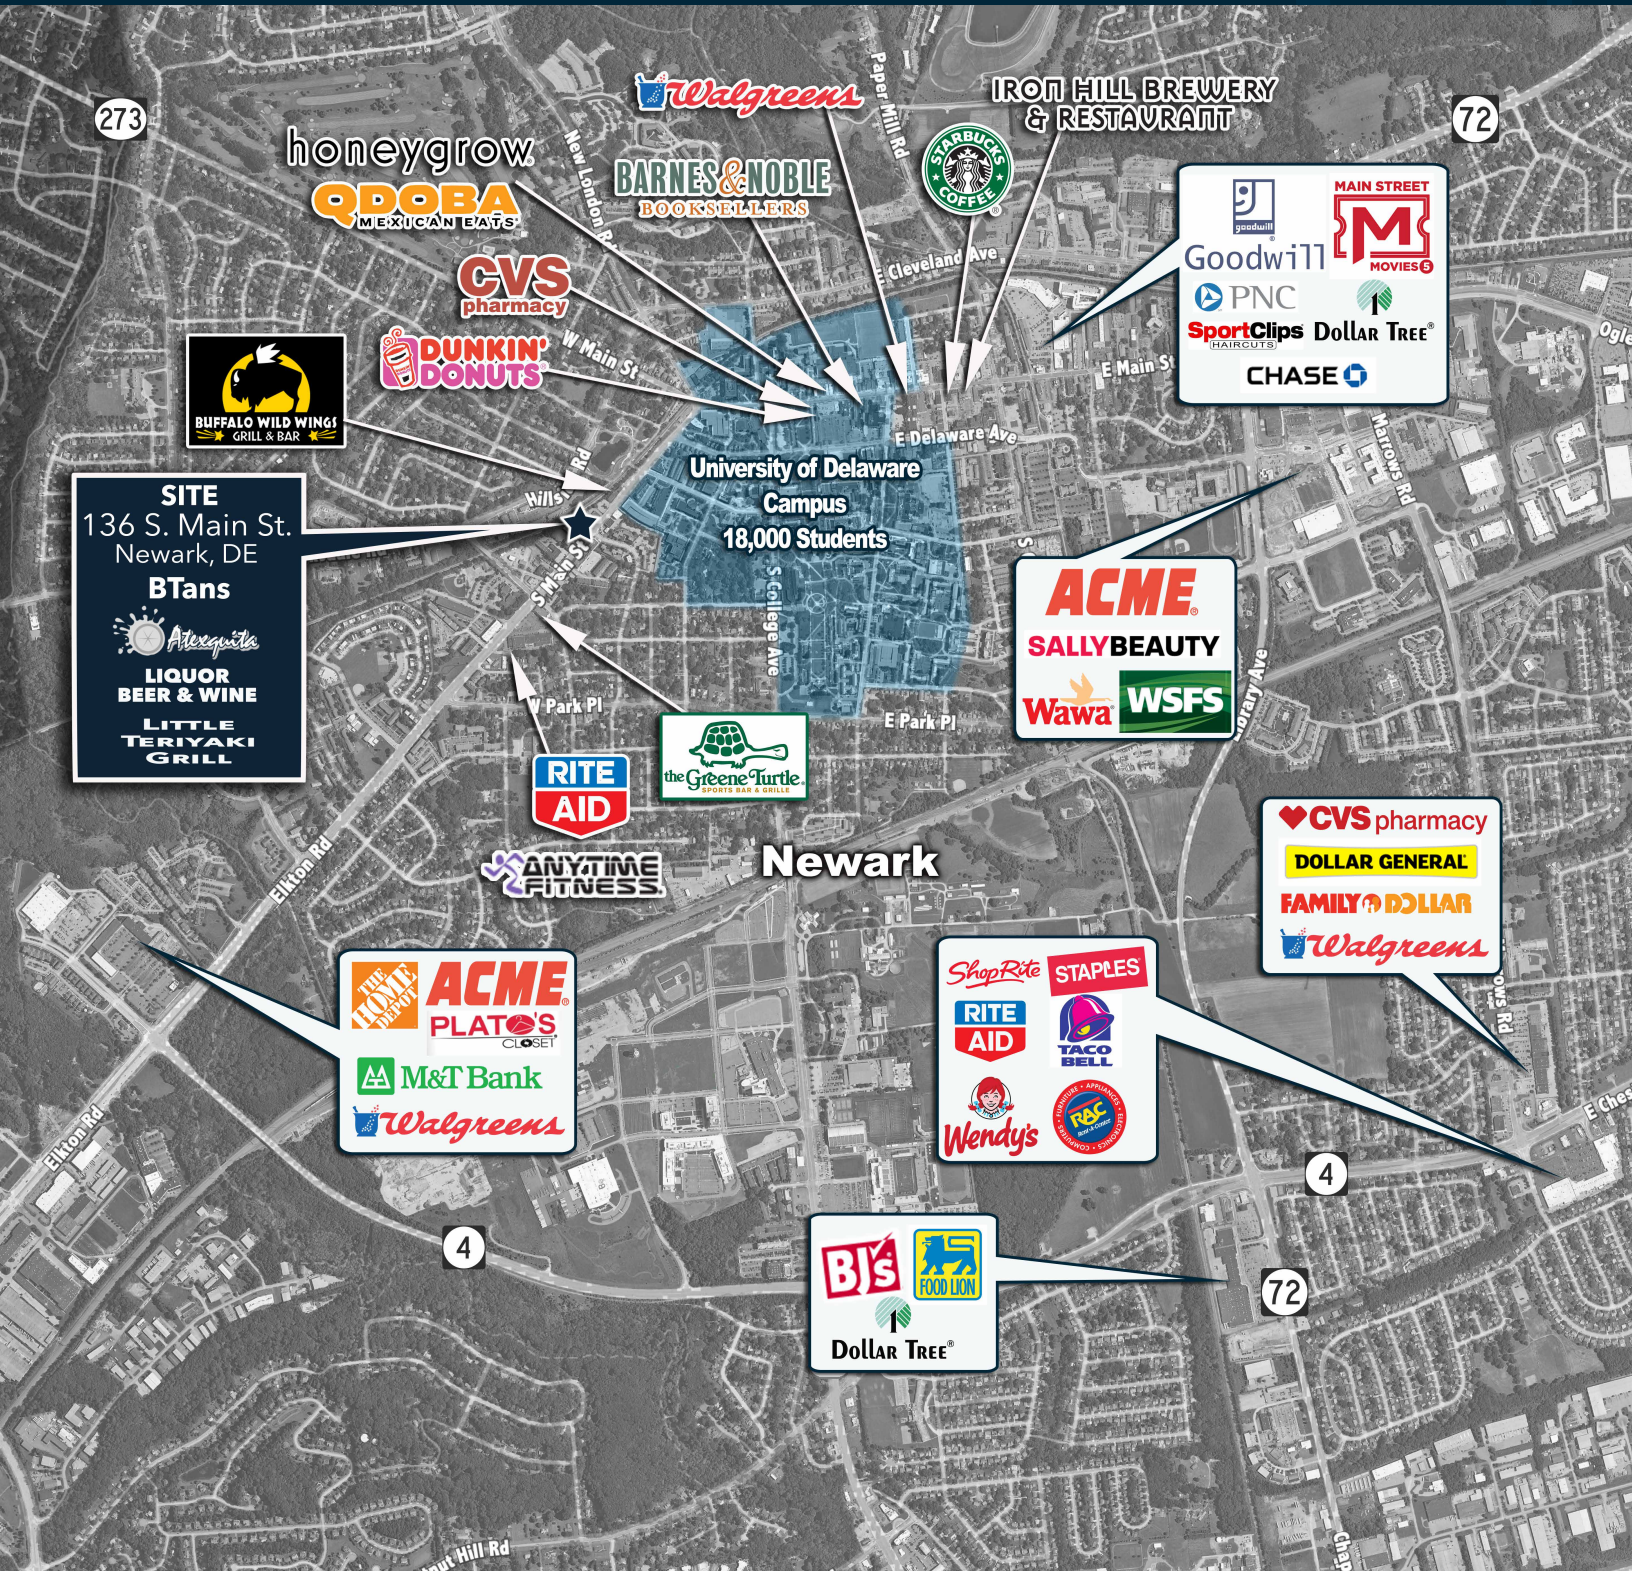 273
honeygrow
QDOBA
MEXICAN EATS
Walgreens
BARNES & NOBLE
BOOKSELLERS
New London Rd
Paper Mill Rd
STARBUCKS
COFFEE
IRON HILL BREWERY
& RESTAURANT
72
goodwill
Goodwill
MAIN STREET
M
MOVIES 5
PNC
SportClips
HAIRCUTS
DOLLAR TREE
CHASE
E Cleveland Ave
CVS
pharmacy
DUNKIN'
DONUTS
W Main St
E Main St
E Delaware Ave
Marrows Rd
BUFFALO WILD WINGS
GRILL & BAR
University of Delaware
Campus
18,000 Students
SITE
136 S. Main St.
Newark, DE
BTans
Atexquita
LIQUOR
BEER & WINE
LITTLE
TERIYAKI
GRILL
S Main St
S College Ave
W Park Pl
E Park Pl
ACME
SALLYBEAUTY
Wawa
WSFS
Library Ave
RITE
AID
the Greene Turtle
SPORTS BAR & GRILLE
ANYTIME
FITNESS
Newark
Elkton Rd
CVS pharmacy
DOLLAR GENERAL
FAMILY DOLLAR
Walgreens
THE
HOME
DEPOT
ACME
PLATO'S
CLOSET
M&T Bank
Walgreens
ShopRite
STAPLES
RITE
AID
TACO
BELL
Wendy's
FURNITURE • APPLIANCES • ELECTRONICS • COMPUTERS
RAC
Rent-A-Center
Elkton Rd
4
4
BJ's
FOOD LION
DOLLAR TREE
72